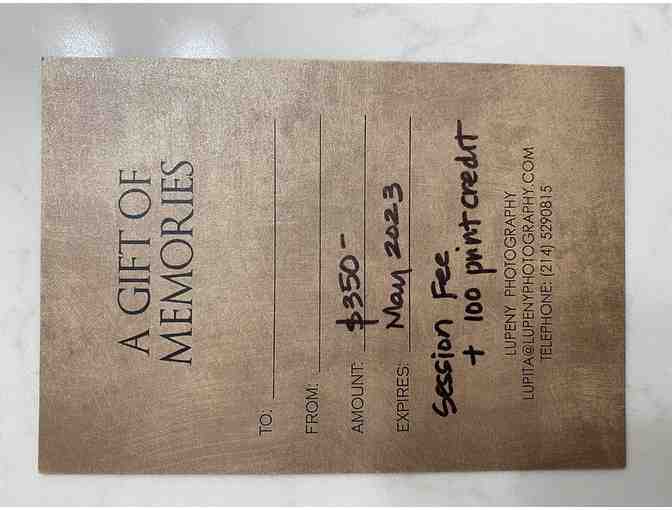 A GIFT OF
MEMORIES
TO:
FROM:
AMOUNT: $350-
EXPIRES: May 2023
Session Fee
+ 100 print credit
LUPENY PHOTOGRAPHY
LUPITA@LUPENYPHOTOGRAPHY.COM
TELEPHONE: (214) 5290815